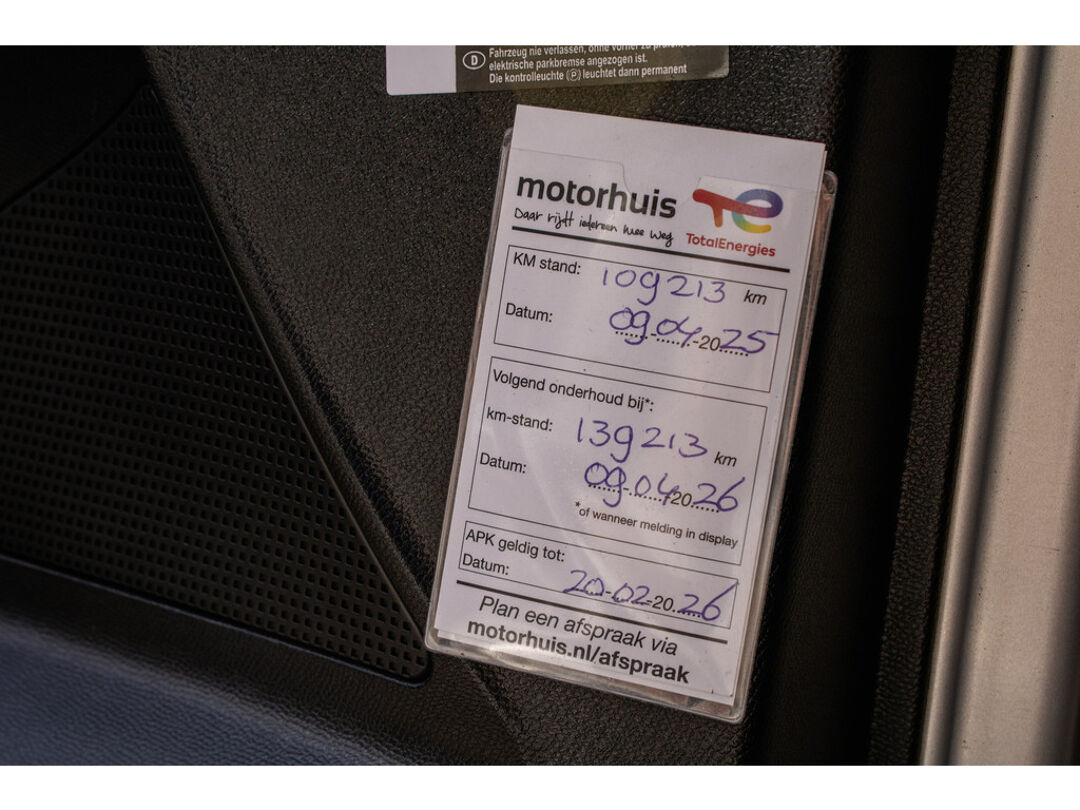 D Fahrzeug nie verlassen, ohne vorher zu prüfen,
elektrische parkbremse angezogen ist.
Die kontrolleuchte (P) leuchtet dann permanent
motorhuis
Daar rijdt iedereen mee weg
TotalEnergies
KM stand: 109213 km
Datum: 09-04-2025
Volgend onderhoud bij*:
km-stand: 139213 km
Datum: 09-04-2026
*of wanneer melding in display
APK geldig tot:
Datum: 20-02-2026
Plan een afspraak via
motorhuis.nl/afspraak